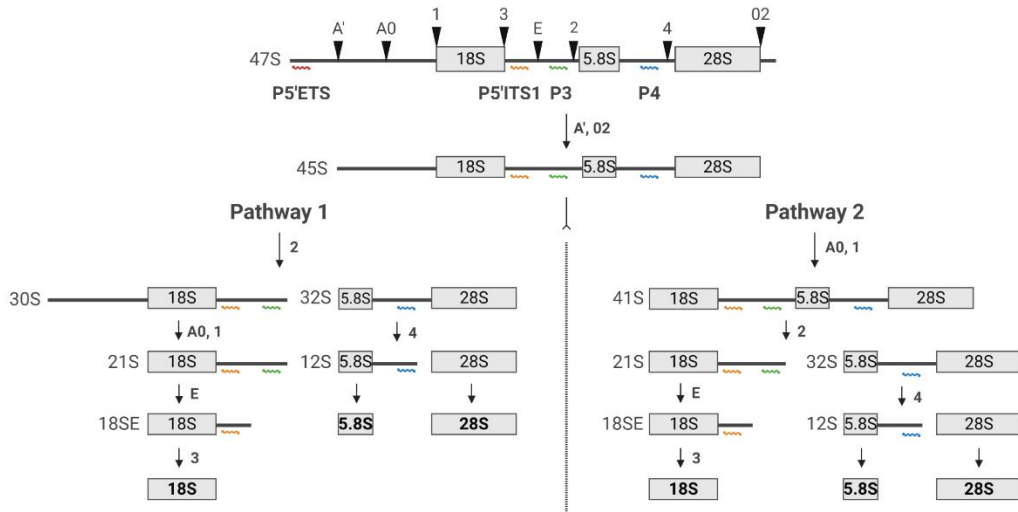 A' A0 1 3 E 2 4 02
47S 18S 5.8S 28S
P5'ETS P5'ITS1 P3 P4
A', 02
45S 18S 5.8S 28S
Pathway 1
2
30S 18S 32S 5.8S 28S
A0, 1 4
21S 18S 12S 5.8S 28S
E
18SE 18S 5.8S 28S
3
18S
Pathway 2
A0, 1
41S 18S 5.8S 28S
2
21S 18S 32S 5.8S 28S
E 4
18SE 18S 12S 5.8S 28S
3
18S 5.8S 28S